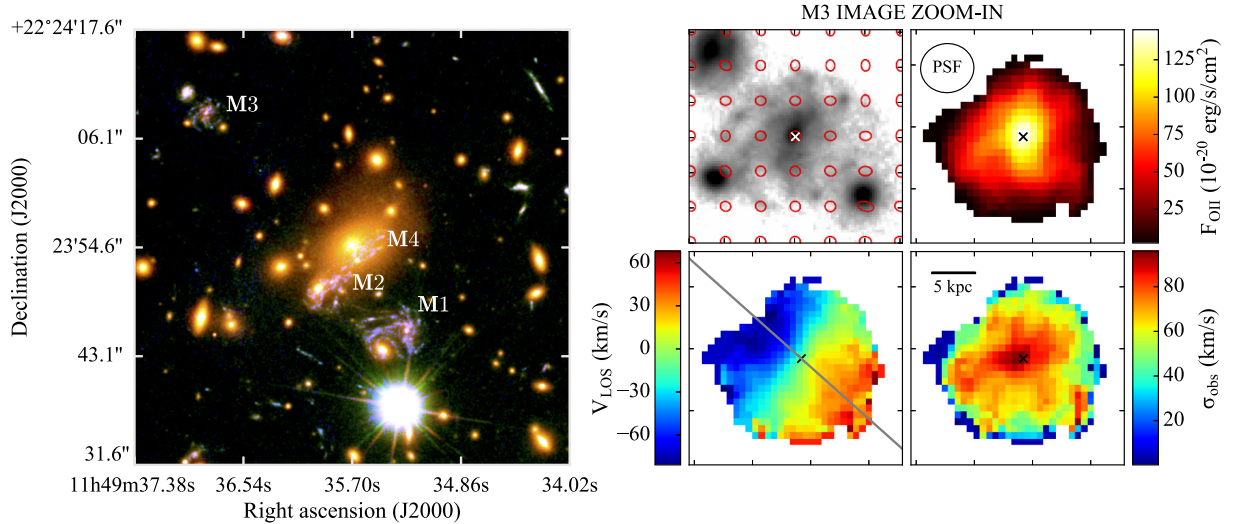 M3 IMAGE ZOOM-IN
+22°24'17.6"
06.1"
23'54.6"
43.1"
31.6"
Declination (J2000)
11h49m37.38s 36.54s 35.70s 34.86s 34.02s
Right ascension (J2000)
M3
M4
M2
M1
PSF
125
100
75
50
25
F_OII (10^-20 erg/s/cm^2)
60
30
0
−30
−60
V_LOS (km/s)
5 kpc
80
60
40
20
σ_obs (km/s)